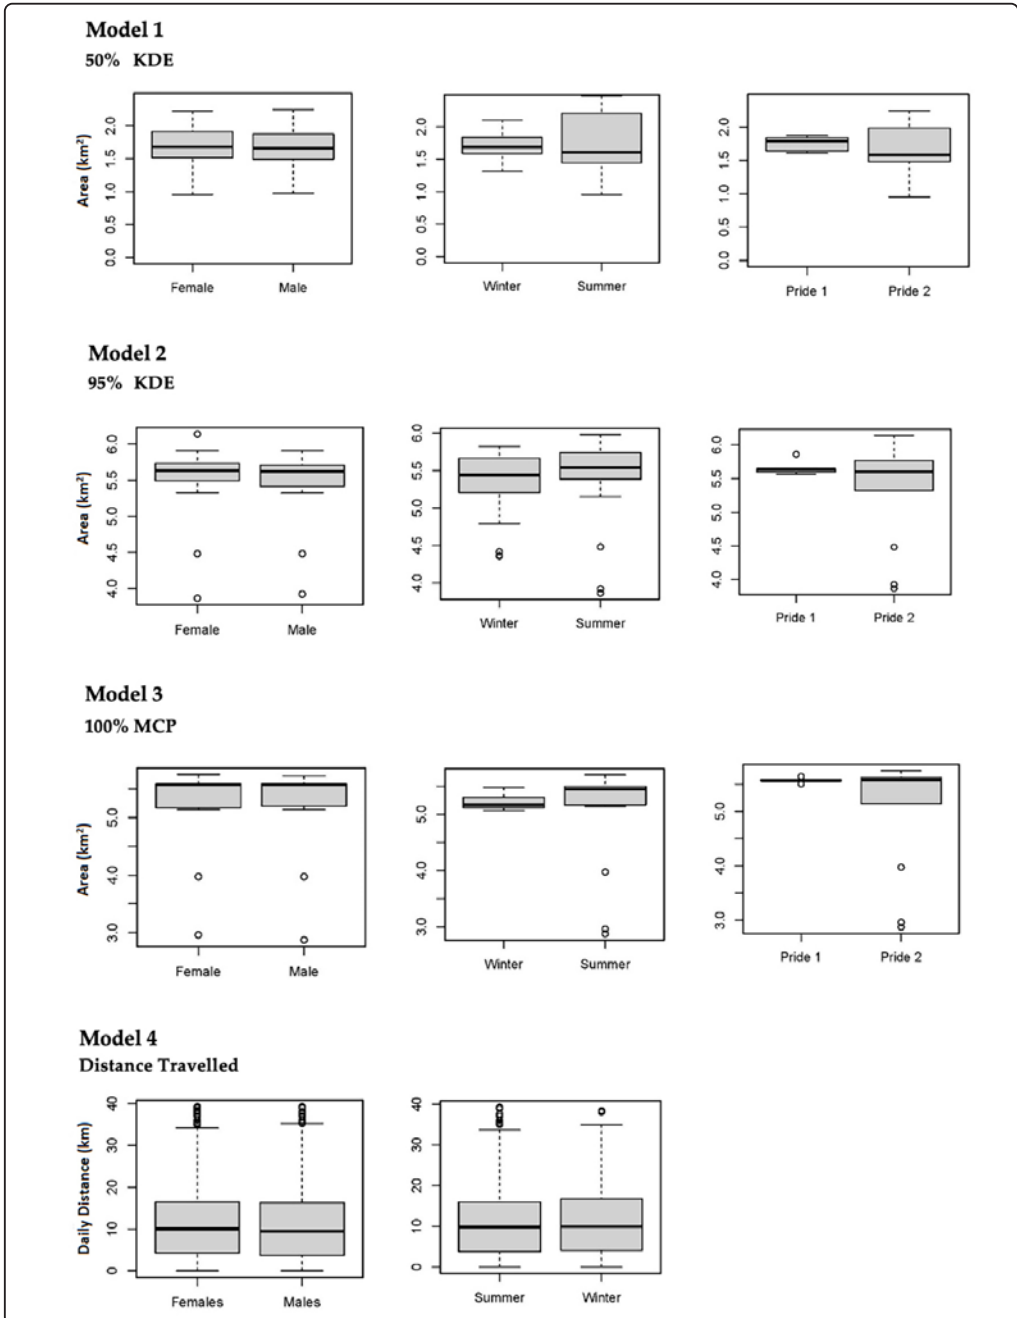 Model 1
50% KDE
Area (km²)
0.0 0.5 1.0 1.5 2.0
Female Male
0.0 0.5 1.0 1.5 2.0
Winter Summer
0.0 0.5 1.0 1.5 2.0
Pride 1 Pride 2
Model 2
95% KDE
Area (km²)
4.0 4.5 5.0 5.5 6.0
Female Male
4.0 4.5 5.0 5.5 6.0
Winter Summer
4.0 4.5 5.0 5.5 6.0
Pride 1 Pride 2
Model 3
100% MCP
Area (km²)
3.0 4.0 5.0
Female Male
3.0 4.0 5.0
Winter Summer
3.0 4.0 5.0
Pride 1 Pride 2
Model 4
Distance Travelled
Daily Distance (km)
0 10 20 30 40
Females Males
0 10 20 30 40
Summer Winter